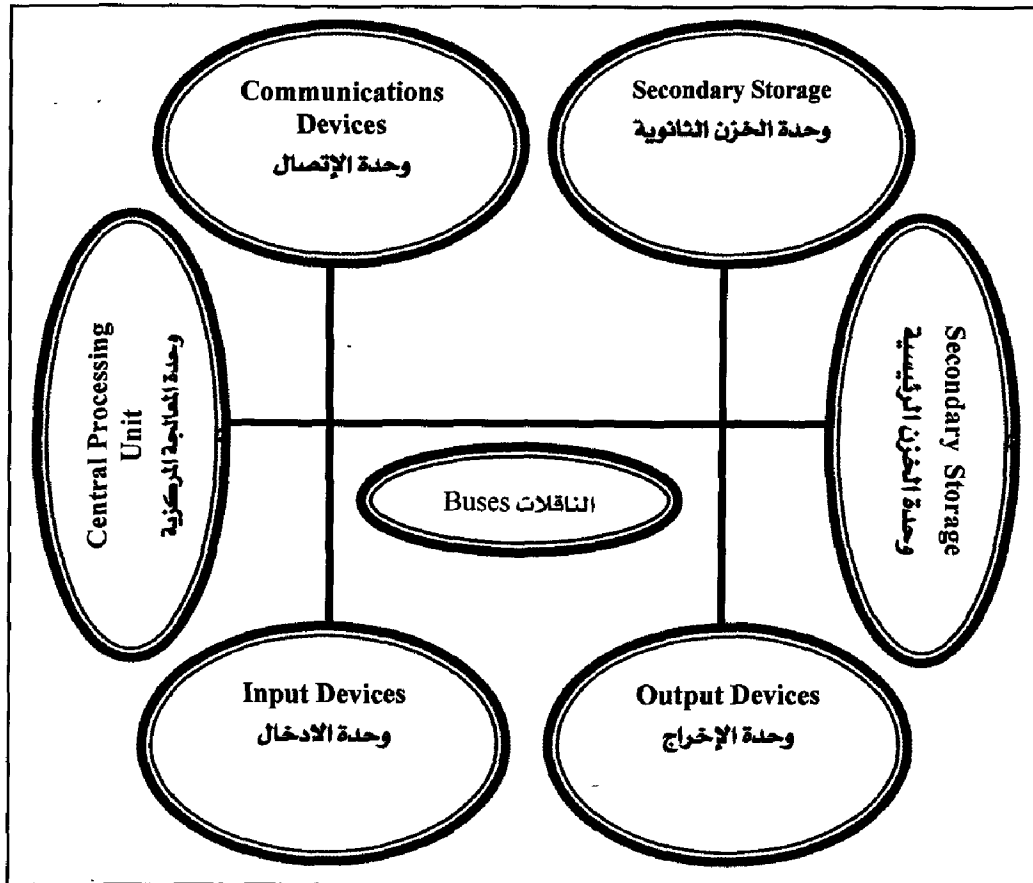 Communications
Devices
وحدة الإتصال
Secondary Storage
وحدة الخزن الثانوية
Central Processing
Unit
وحدة المعالجة المركزية
Secondary Storage
وحدة الخزن الرئيسية
Buses الناقلات
Input Devices
وحدة الادخال
Output Devices
وحدة الإخراج